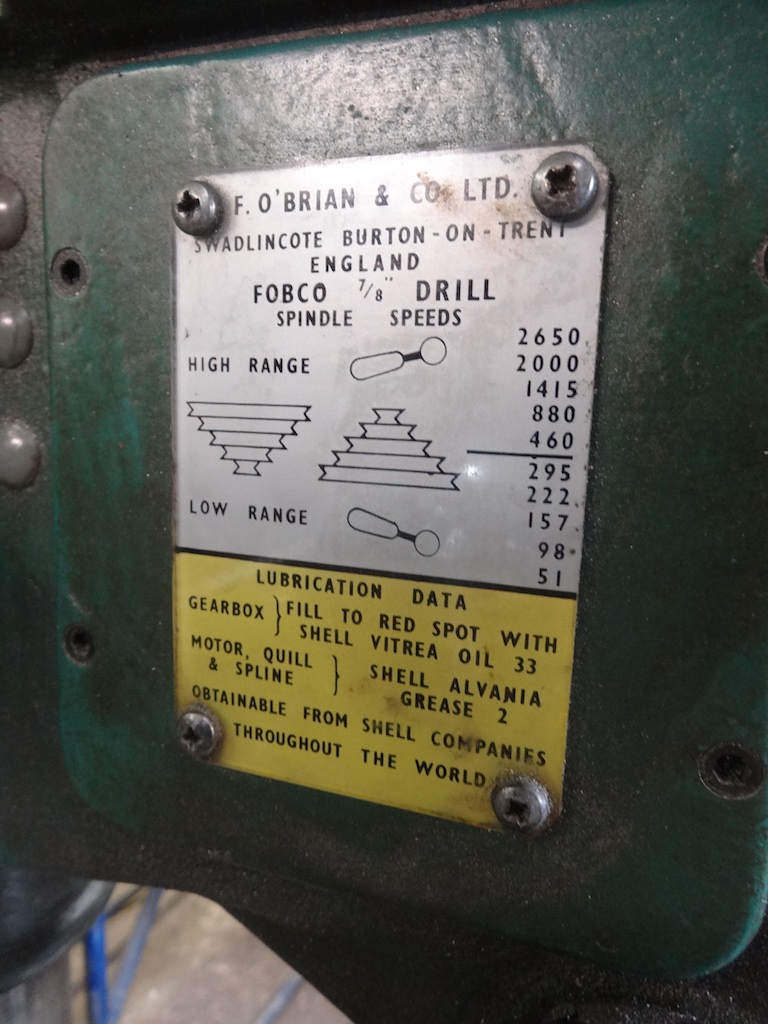 F. O'BRIAN & CO LTD.
SWADLINCOTE BURTON-ON-TRENT
ENGLAND
FOBCO 7/8" DRILL
SPINDLE SPEEDS
2650
HIGH RANGE 2000
1415
880
460
295
222
LOW RANGE 157
98
51
LUBRICATION DATA
GEARBOX } FILL TO RED SPOT WITH
SHELL VITREA OIL 33
MOTOR, QUILL
& SPLINE } SHELL ALVANIA
GREASE 2
OBTAINABLE FROM SHELL COMPANIES
THROUGHOUT THE WORLD